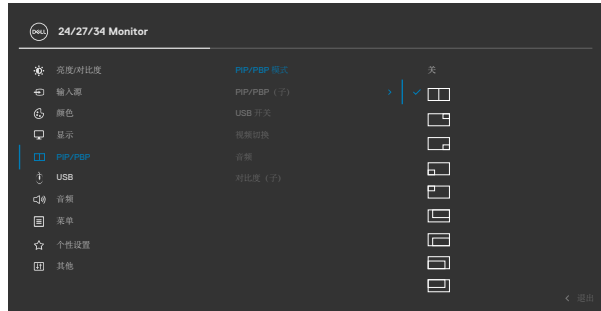 DELL 24/27/34 Monitor
亮度/对比度
输入源
颜色
显示
PIP/PBP
USB
音频
菜单
个性设置
其他
PIP/PBP 模式
PIP/PBP（子）
USB 开关
视频切换
音频
对比度（子）
关
退出